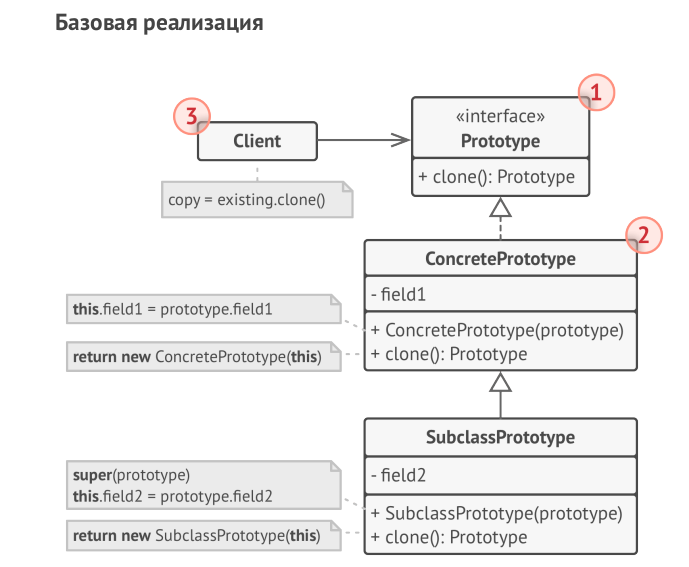 Базовая реализация
1
«interface»
Prototype
+ clone(): Prototype
3
Client
copy = existing.clone()
2
ConcretePrototype
- field1
+ ConcretePrototype(prototype)
+ clone(): Prototype
this.field1 = prototype.field1
return new ConcretePrototype(this)
SubclassPrototype
- field2
+ SubclassPrototype(prototype)
+ clone(): Prototype
super(prototype)
this.field2 = prototype.field2
return new SubclassPrototype(this)